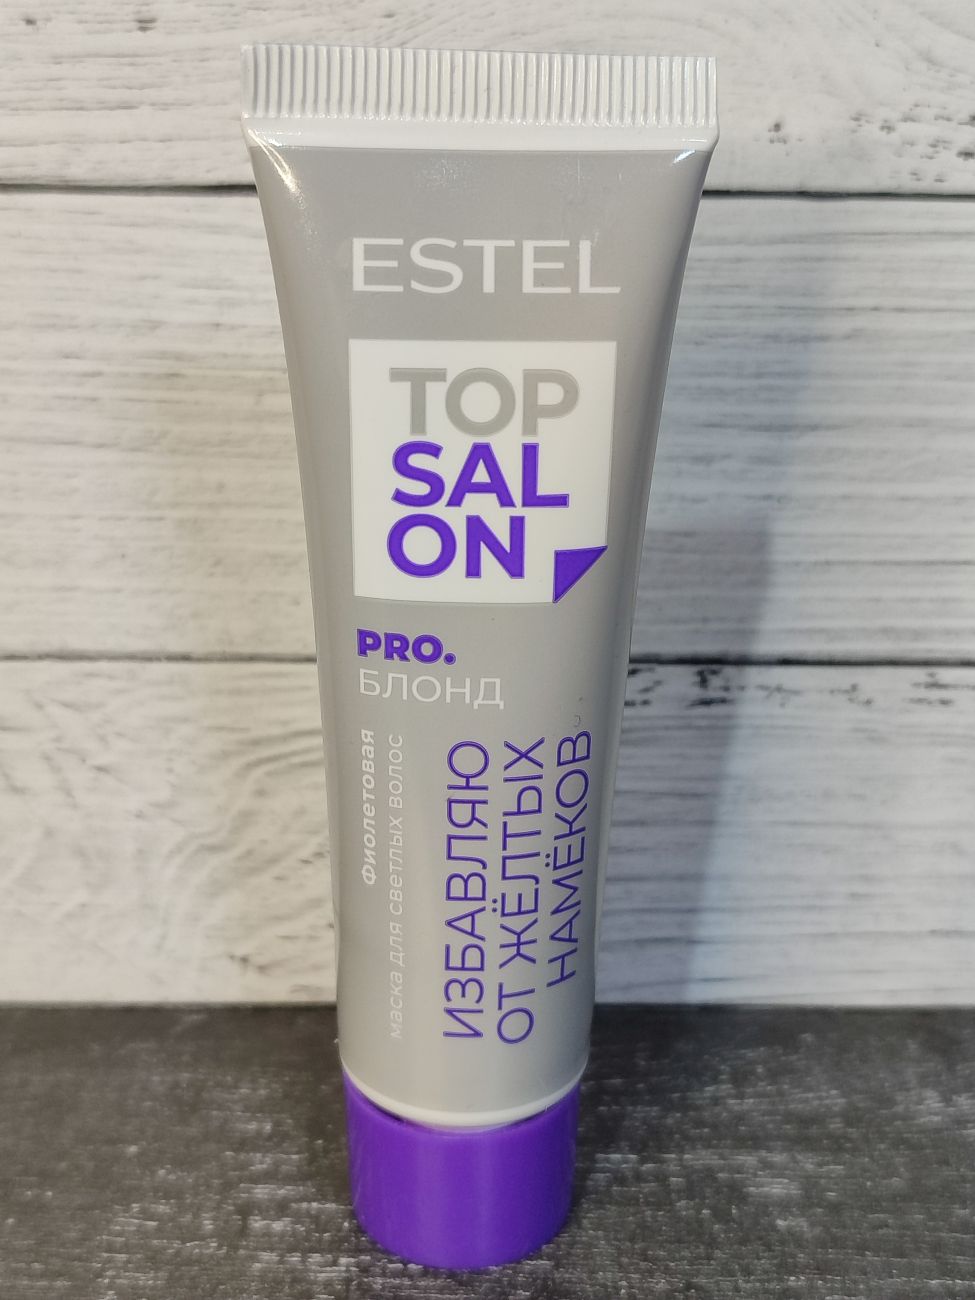 ESTEL
TOP
SAL
ON
PRO.
БЛОНД
Фиолетовая
маска для светлых волос
ИЗБАВЛЯЮ
ОТ ЖЁЛТЫХ
НАМЁКОВ